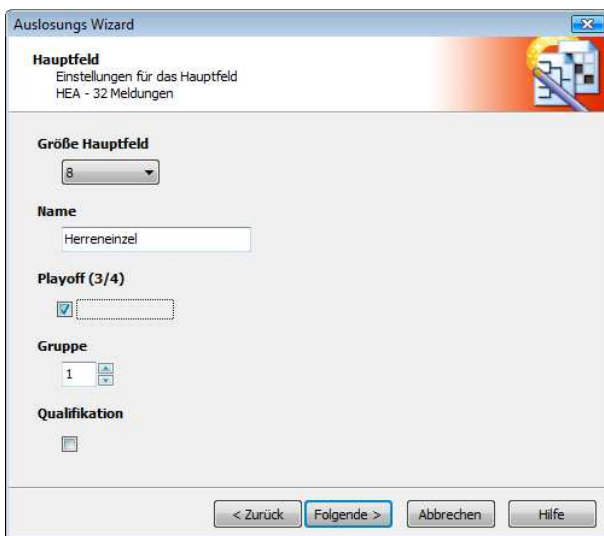 Auslosungs Wizard
Hauptfeld
Einstellungen für das Hauptfeld
HEA - 32 Meldungen
Größe Hauptfeld
8
Name
Herreneinzel
Playoff (3/4)
Gruppe
1
Qualifikation
< Zurück Folgende > Abbrechen Hilfe